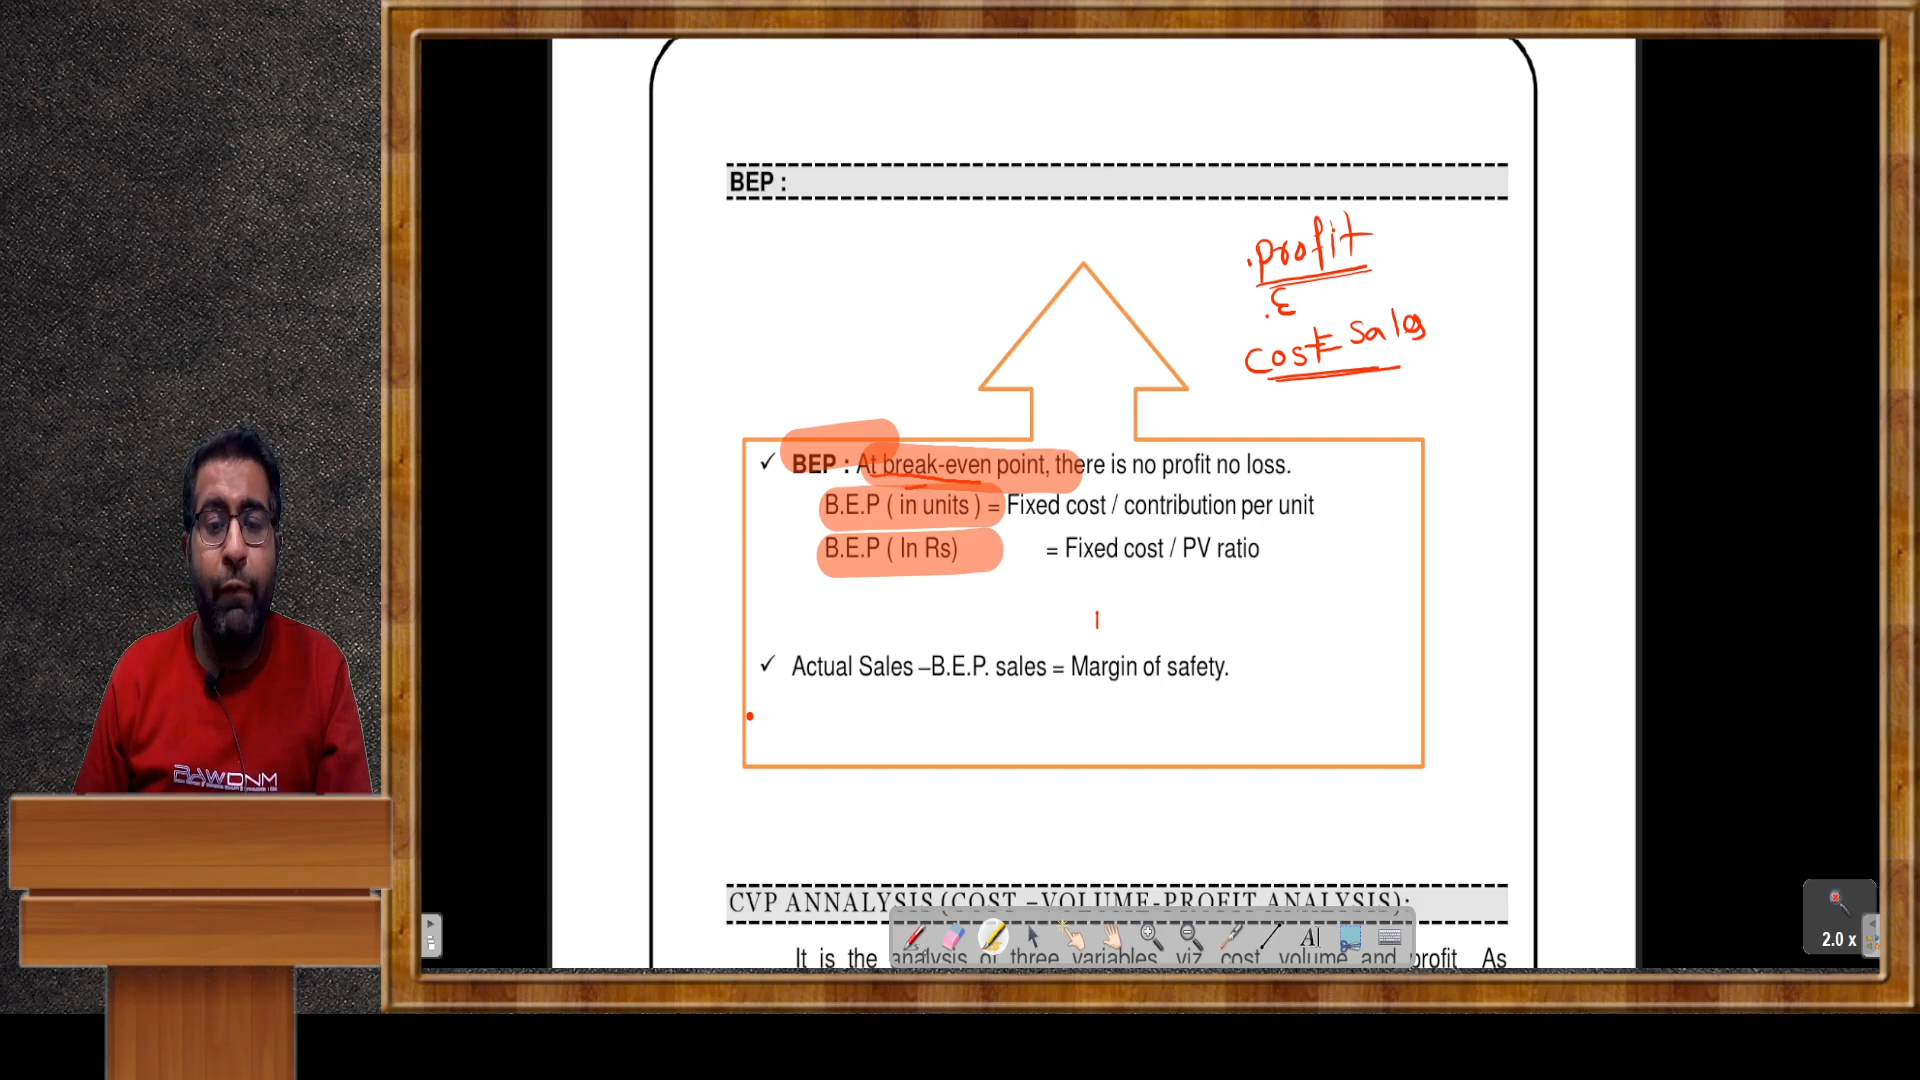 BEP :
.profit
. ε
Cost = Sales
✓ BEP : At break-even point, there is no profit no loss.
B.E.P ( in units ) = Fixed cost / contribution per unit
B.E.P ( In Rs) = Fixed cost / PV ratio
✓ Actual Sales –B.E.P. sales = Margin of safety.
CVP ANNALYSIS (COST –VOLUME-PROFIT ANALYSIS):
It is the analysis of three variables viz cost volume and profit As
2.0 x